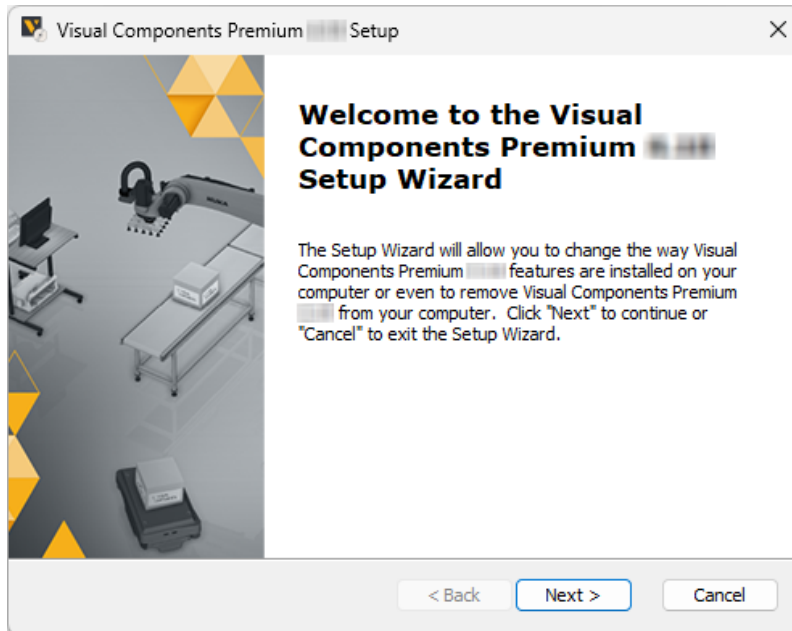 Visual Components Premium Setup
Welcome to the Visual
Components Premium
Setup Wizard
The Setup Wizard will allow you to change the way Visual
Components Premium features are installed on your
computer or even to remove Visual Components Premium
from your computer. Click "Next" to continue or
"Cancel" to exit the Setup Wizard.
KUKA
< Back Next > Cancel